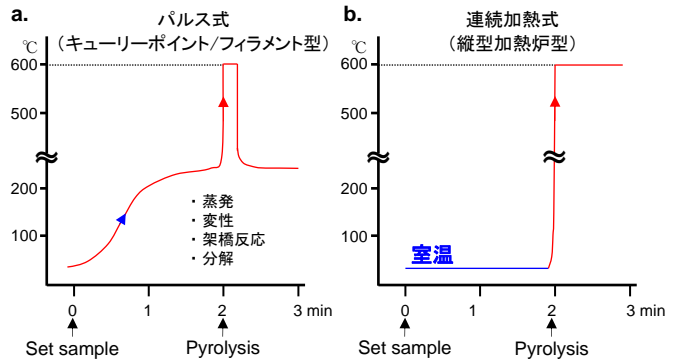 a.
パルス式
(キューリーポイント/フィラメント型)
℃
600
500
200
100
・ 蒸発
・ 変性
・ 架橋反応
・ 分解
0
1
2
3 min
Set sample
Pyrolysis
b.
連続加熱式
(縦型加熱炉型)
℃
600
500
200
100
室温
0
1
2
3 min
Set sample
Pyrolysis